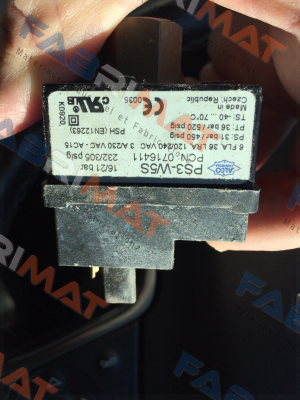 ALCO
PS3-W5S 16/21 bar
PCN: 0716411 232/305 psig
6 FLA 36 LRA 120/240 VAC 3 A/230 VAC - AC15
PS: 31 bar / 450 psig PSH (EN12263)
PT: 36 bar / 520 psig
TS -40 ... 70°C
Made in
Czech. Republic
CE 0035
K0920
FABRIMAT